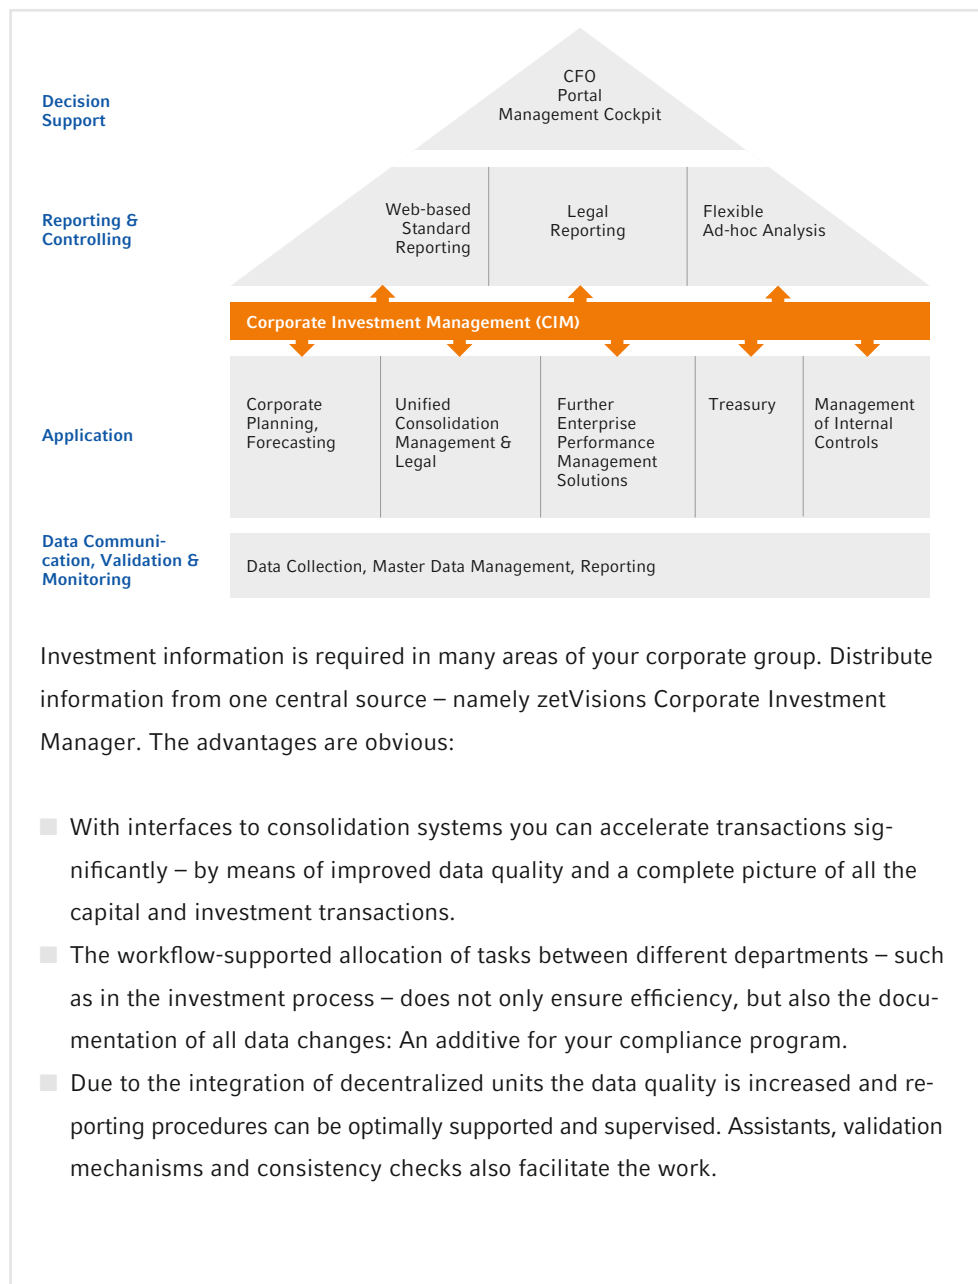 Decision
Support
CFO
Portal
Management Cockpit
Reporting &
Controlling
Web-based
Standard
Reporting
Legal
Reporting
Flexible
Ad-hoc Analysis
Corporate Investment Management (CIM)
Application
Corporate
Planning,
Forecasting
Unified
Consolidation
Management &
Legal
Further
Enterprise
Performance
Management
Solutions
Treasury
Management
of Internal
Controls
Data Communi-
cation, Validation &
Monitoring
Data Collection, Master Data Management, Reporting
Investment information is required in many areas of your corporate group. Distribute
information from one central source – namely zetVisions Corporate Investment
Manager. The advantages are obvious:
With interfaces to consolidation systems you can accelerate transactions sig-
nificantly – by means of improved data quality and a complete picture of all the
capital and investment transactions.
The workflow-supported allocation of tasks between different departments – such
as in the investment process – does not only ensure efficiency, but also the docu-
mentation of all data changes: An additive for your compliance program.
Due to the integration of decentralized units the data quality is increased and re-
porting procedures can be optimally supported and supervised. Assistants, validation
mechanisms and consistency checks also facilitate the work.